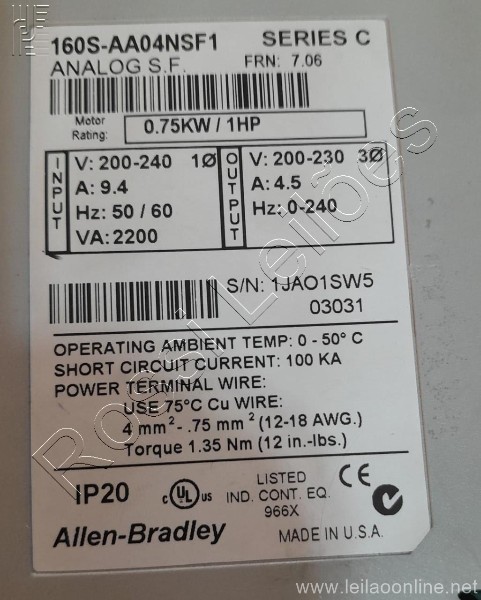 160S-AA04NSF1 SERIES C
ANALOG S.F. FRN: 7.06
Motor Rating: 0.75KW / 1HP
INPUT
V: 200-240 1Ø
A: 9.4
Hz: 50 / 60
VA: 2200
OUTPUT
V: 200-230 3Ø
A: 4.5
Hz: 0-240
S/N: 1JAO1SW5
03031
OPERATING AMBIENT TEMP: 0 - 50° C
SHORT CIRCUIT CURRENT: 100 KA
POWER TERMINAL WIRE:
USE 75°C Cu WIRE:
4 mm²- .75 mm² (12-18 AWG.)
Torque 1.35 Nm (12 in.-lbs.)
IP20
c UL us
LISTED
IND. CONT. EQ.
966X
CE
Allen-Bradley MADE IN U.S.A.
Rossi Leilões
www.leilaoonline.net